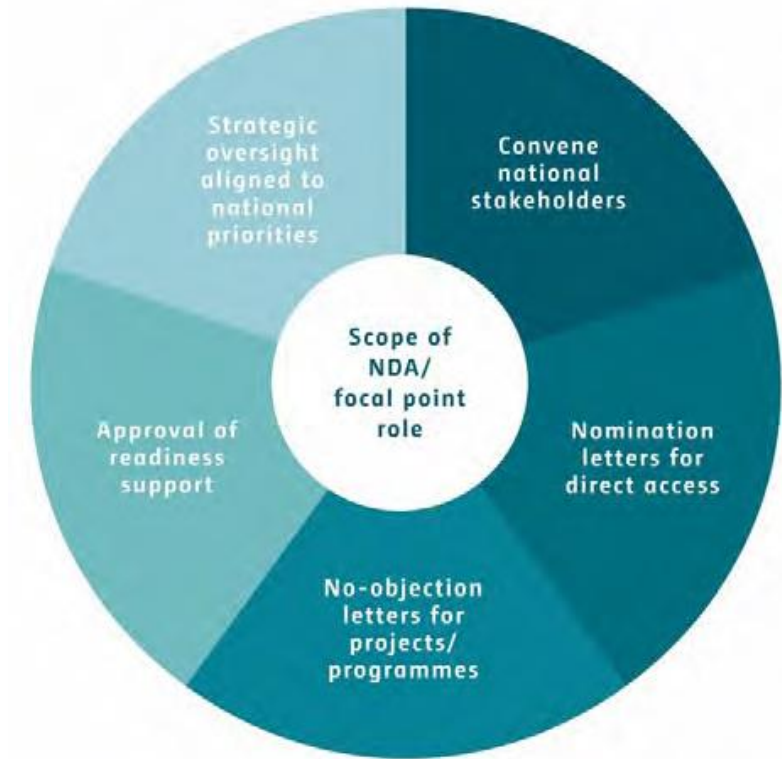 Strategic
oversight
aligned to
national
priorities
Convene
national
stakeholders
Scope of
NDA/
focal point
role
Approval of
readiness
support
Nomination
letters for
direct access
No-objection
letters for
projects/
programmes